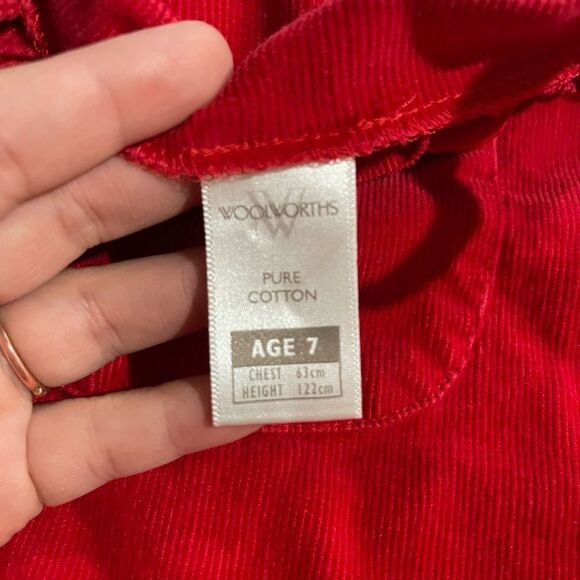 WOOLWORTHS
PURE
COTTON
AGE 7
CHEST 63cm
HEIGHT 122cm